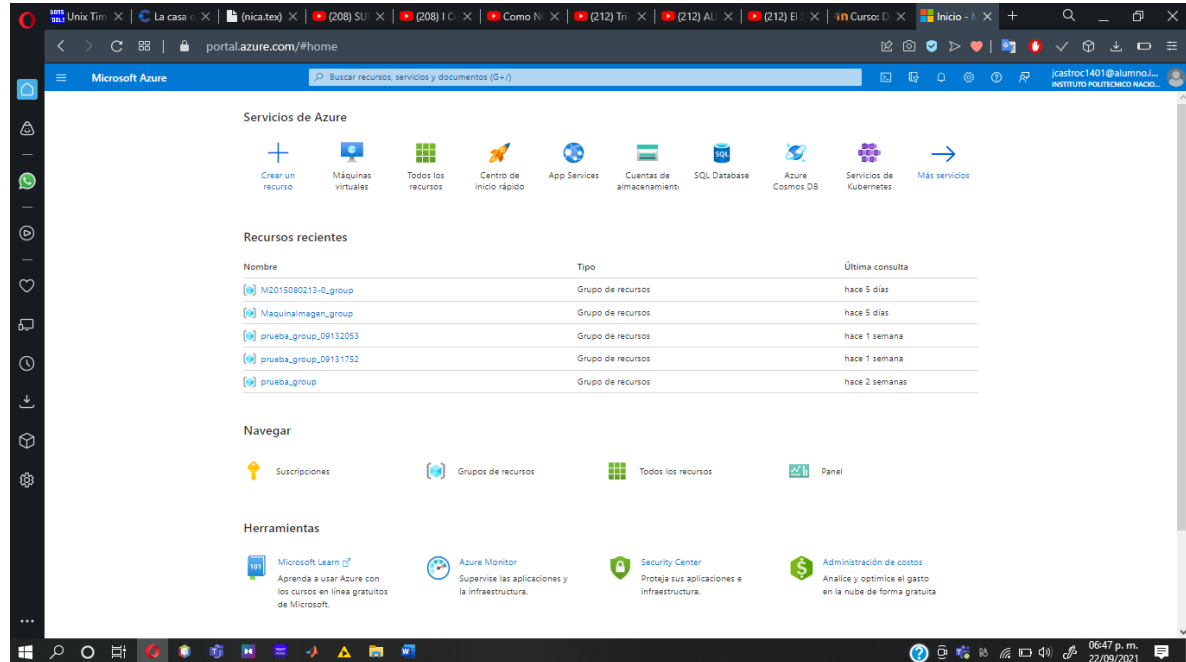 Unix Tim
La casa c
(nica.tex)
(208) SU
(208) I C
Como N
(212) Tri
(212) AL
(212) El S
Curso: D
Inicio - M
portal.azure.com/#home
Microsoft Azure
Buscar recursos, servicios y documentos (G+/)
jcastroc1401@alumno.i...
INSTITUTO POLITECNICO NACIO...
Servicios de Azure
Crear un
recurso
Máquinas
virtuales
Todos los
recursos
Centro de
inicio rápido
App Services
Cuentas de
almacenamient
SQL
SQL Database
Azure
Cosmos DB
Servicios de
Kubernetes
Más servicios
Recursos recientes
Nombre Tipo Última consulta
M2015080213-0_group Grupo de recursos hace 5 días
MaquinaImagen_group Grupo de recursos hace 5 días
prueba_group_09132053 Grupo de recursos hace 1 semana
prueba_group_09131752 Grupo de recursos hace 1 semana
prueba_group Grupo de recursos hace 2 semanas
Navegar
Suscripciones
Grupos de recursos
Todos los recursos
Panel
Herramientas
101
Microsoft Learn
Aprenda a usar Azure con
los cursos en línea gratuitos
de Microsoft.
Azure Monitor
Supervise las aplicaciones y
la infraestructura.
Security Center
Proteja sus aplicaciones e
infraestructura.
Administración de costos
Analice y optimice el gasto
en la nube de forma gratuita
06:47 p. m.
22/09/2021